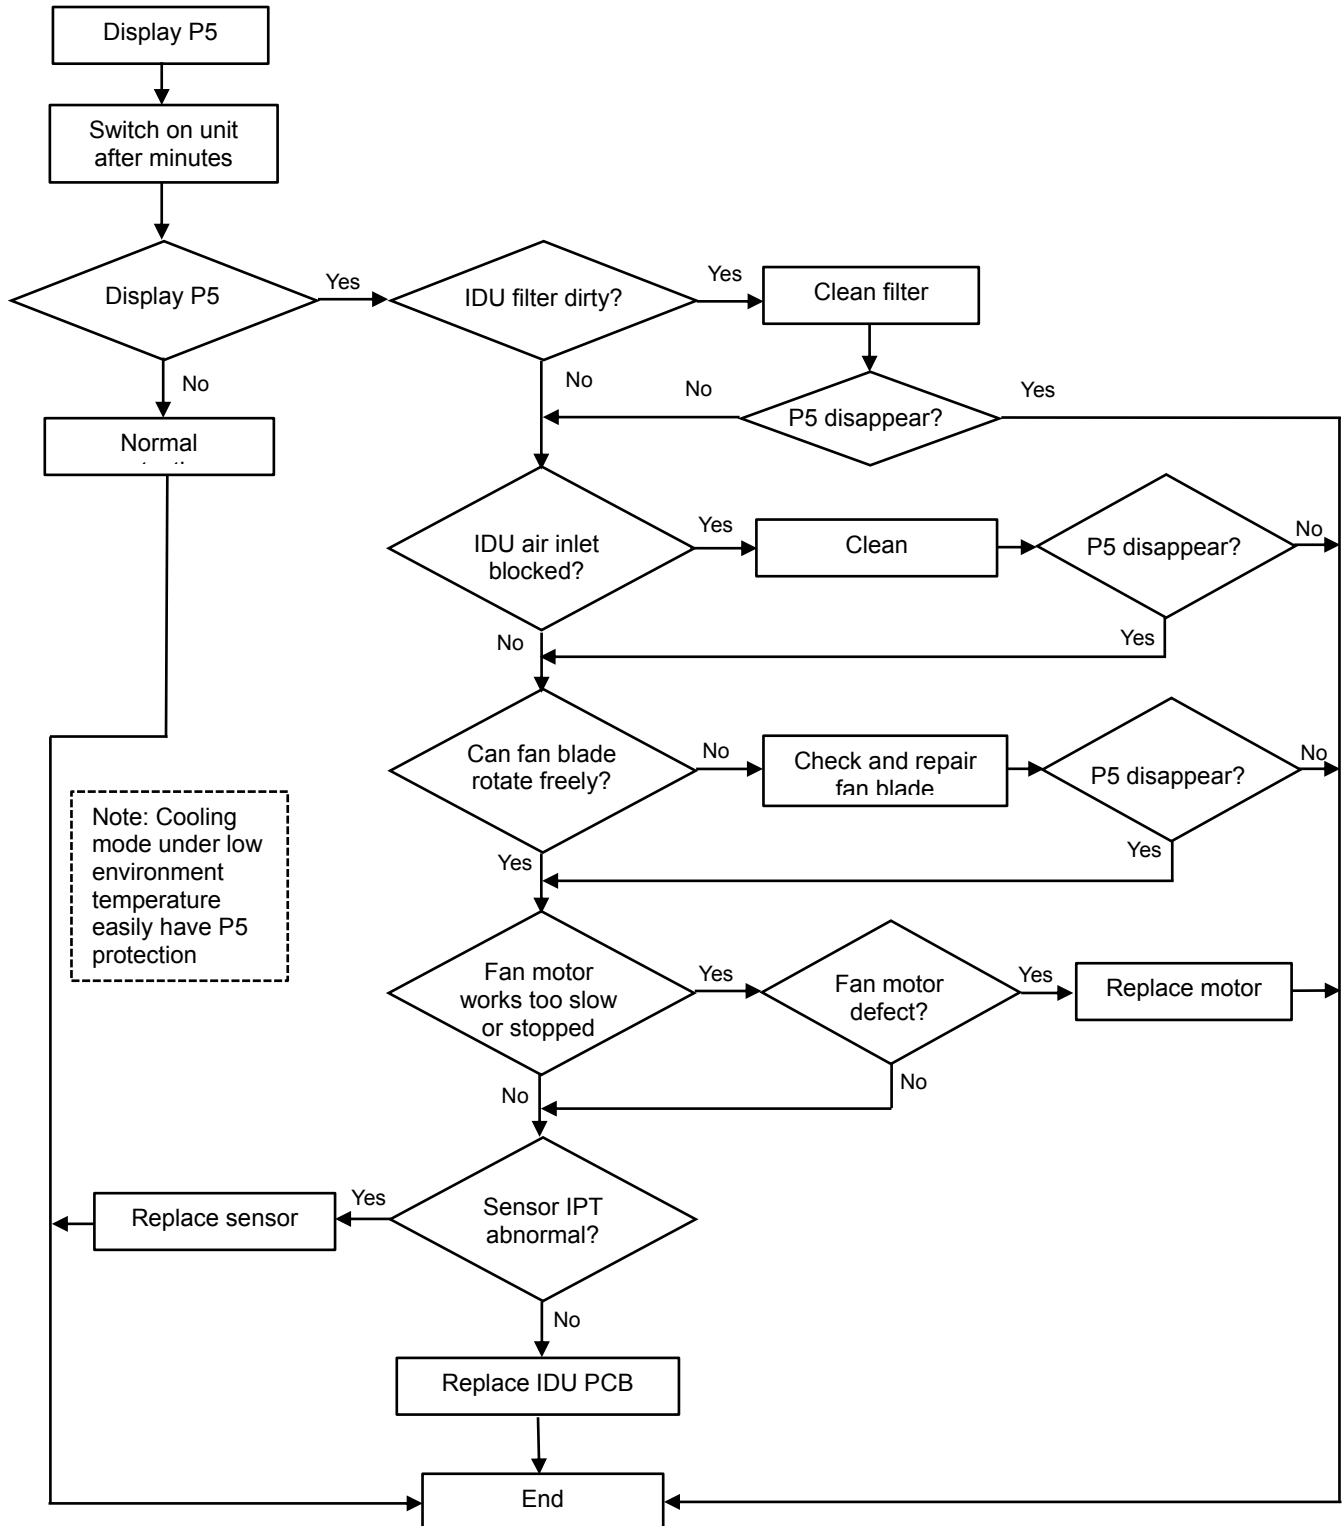 Display P5
Switch on unit
after minutes
Display P5
Yes
IDU filter dirty?
Yes
Clean filter
No
No
No
Yes
P5 disappear?
Normal
IDU air inlet
blocked?
Yes
Clean
P5 disappear?
No
No
Yes
Can fan blade
rotate freely?
No
Check and repair
fan blade
P5 disappear?
No
Note: Cooling
mode under low
environment
temperature
easily have P5
protection
Yes
Yes
Fan motor
works too slow
or stopped
Yes
Fan motor
defect?
Yes
Replace motor
No
No
Replace sensor
Yes
Sensor IPT
abnormal?
No
Replace IDU PCB
End